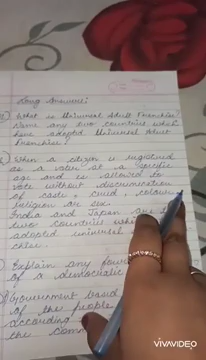 Long Answers:
What is Universal Adult Franchise
Name any two countries which
have adopted Universal Adult
Franchise?
When a citizen is registered
as a voter at a specific
age and is allowed to
vote without discrimination
of caste, creed, colour
religion or sex.
India and Japan are
two countries which
adopted universal
chise.
Explain any four
of a democratic
Government based
of the people
according
the comm
VIVAVIDEO